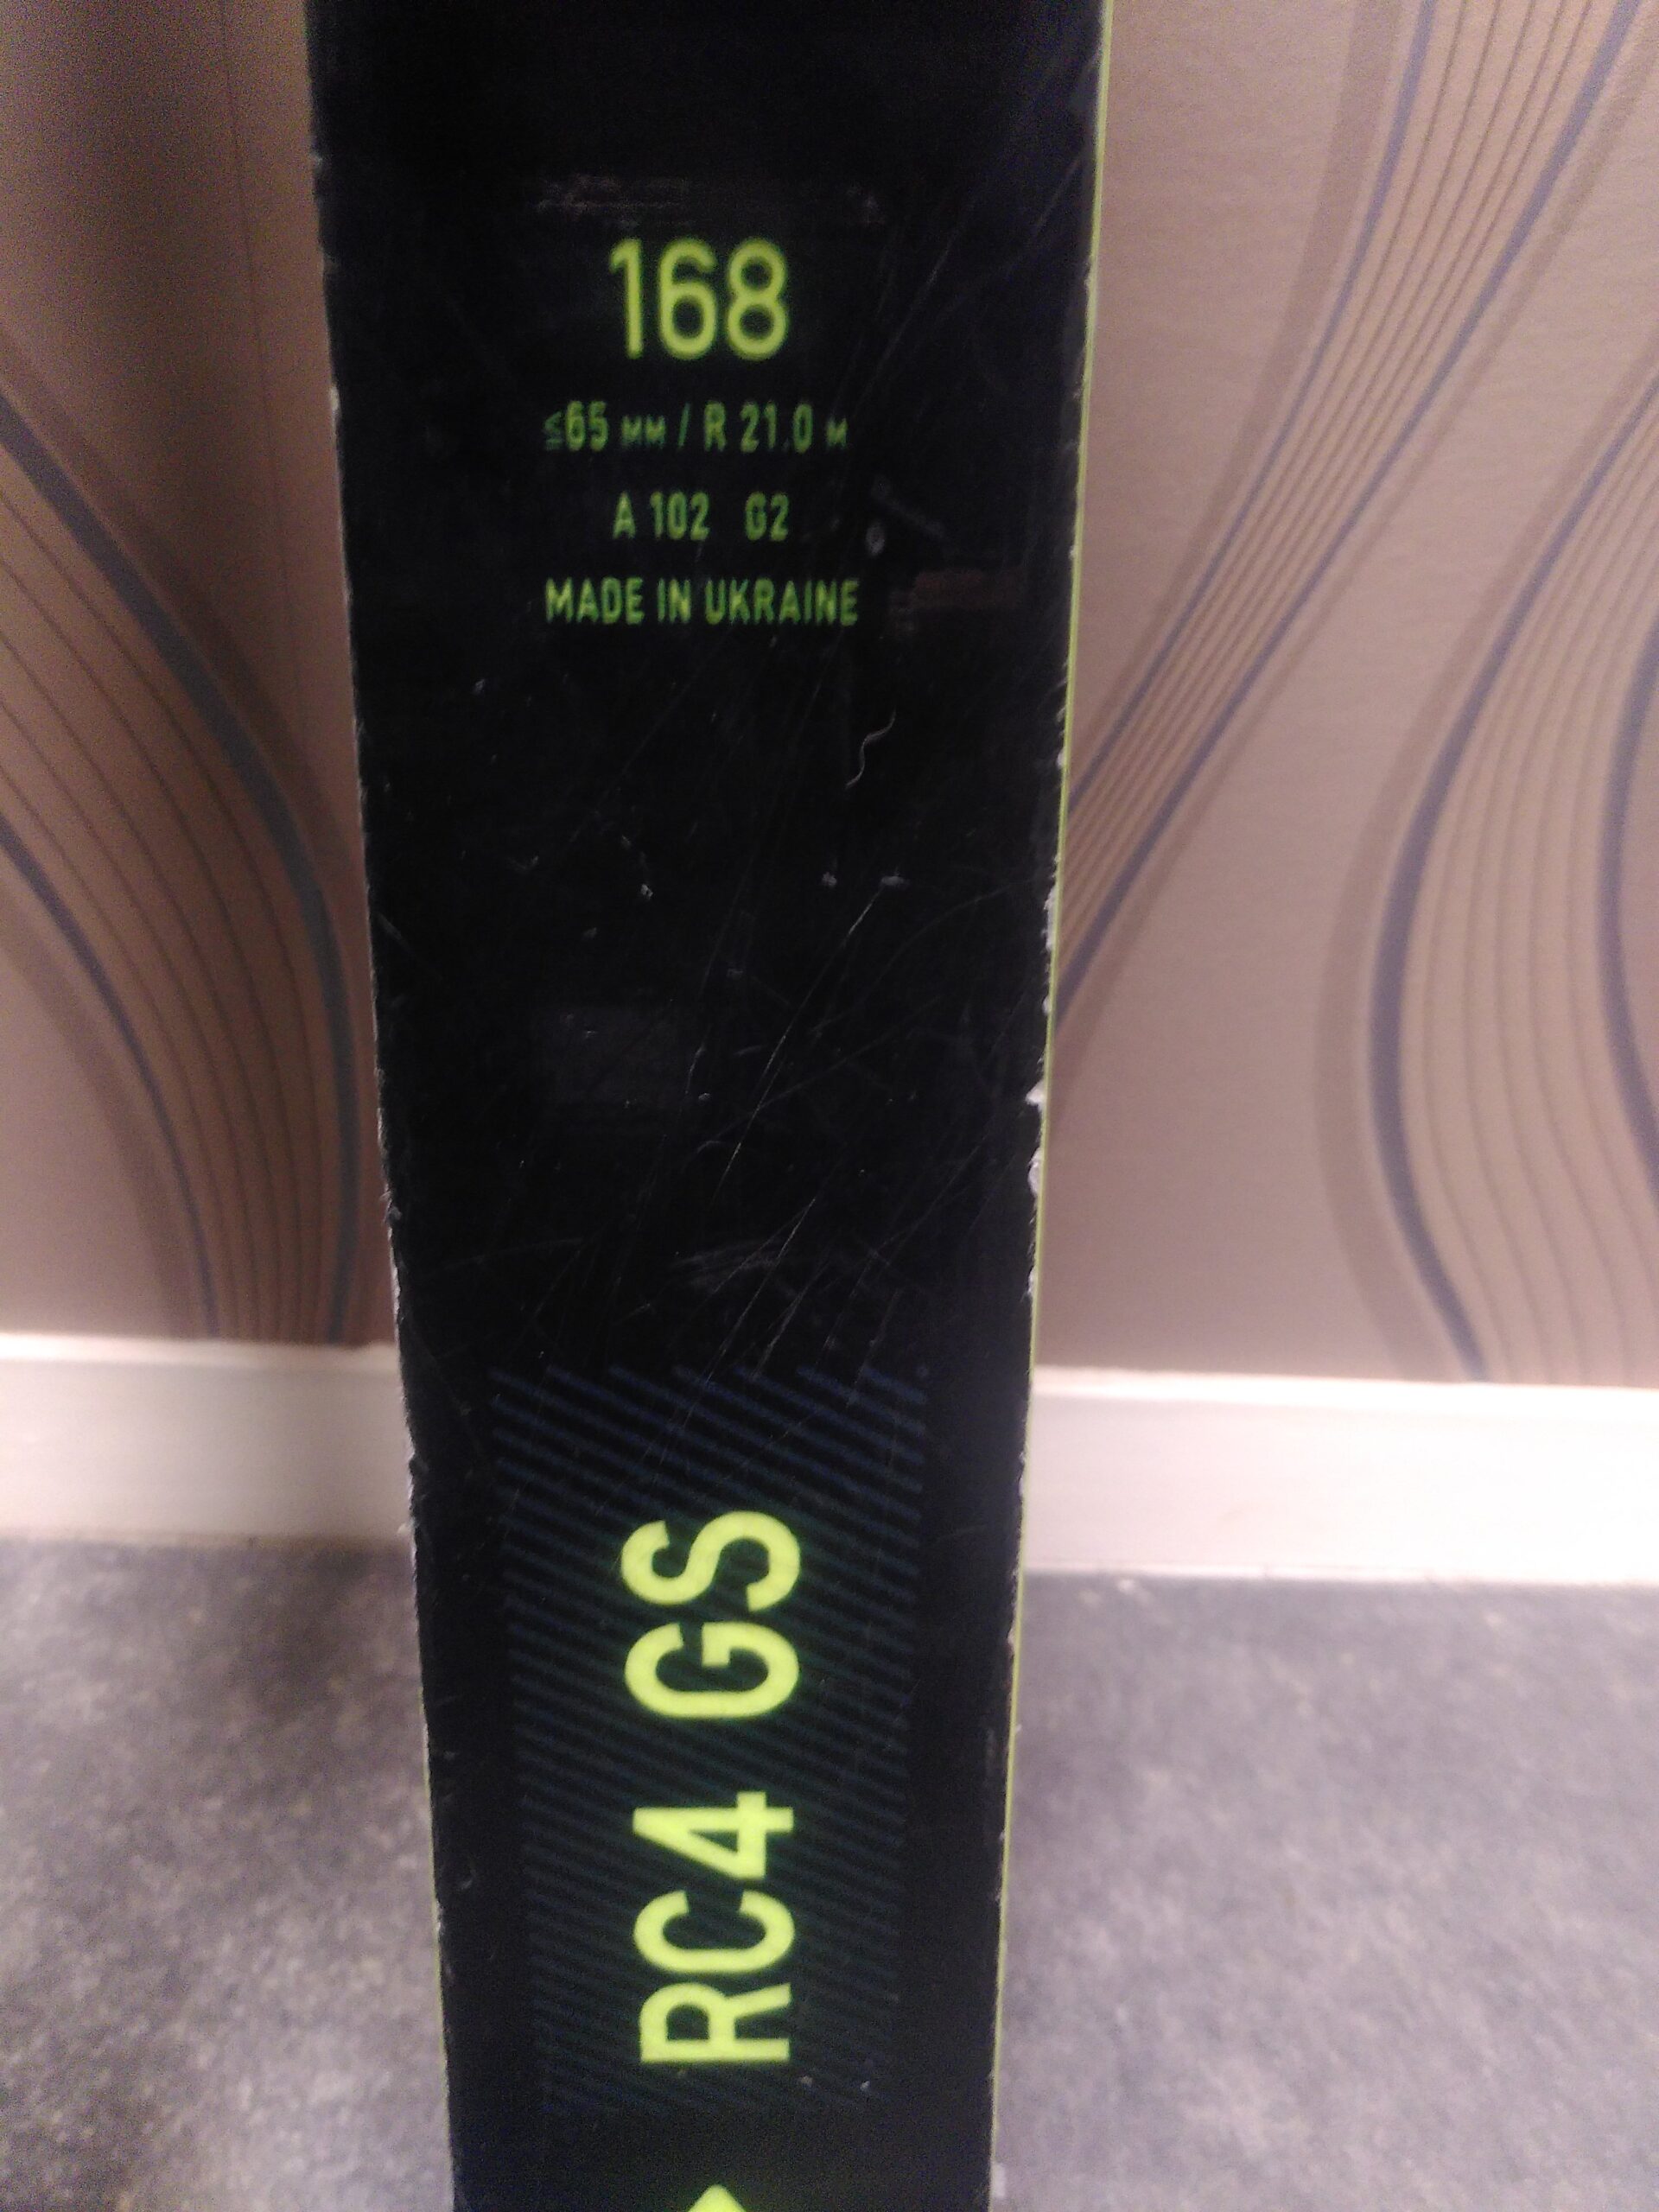 168
≤65 MM / R 21.0 M
A 102 G2
MADE IN UKRAINE
RC4 GS